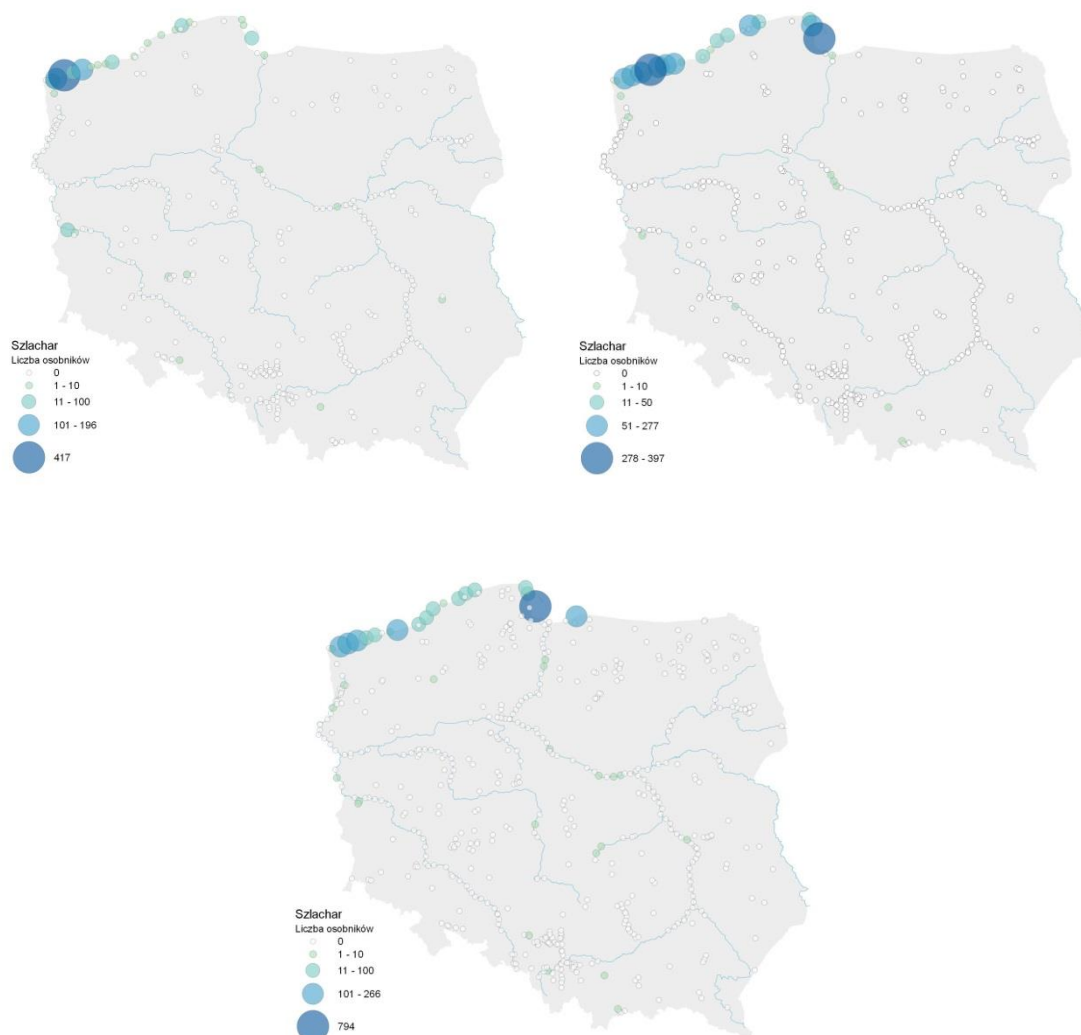 Szlachar
Liczba osobników
0
1 - 10
11 - 100
101 - 196
417
Szlachar
Liczba osobników
0
1 - 10
11 - 50
51 - 277
278 - 397
Szlachar
Liczba osobników
0
1 - 10
11 - 100
101 - 266
794